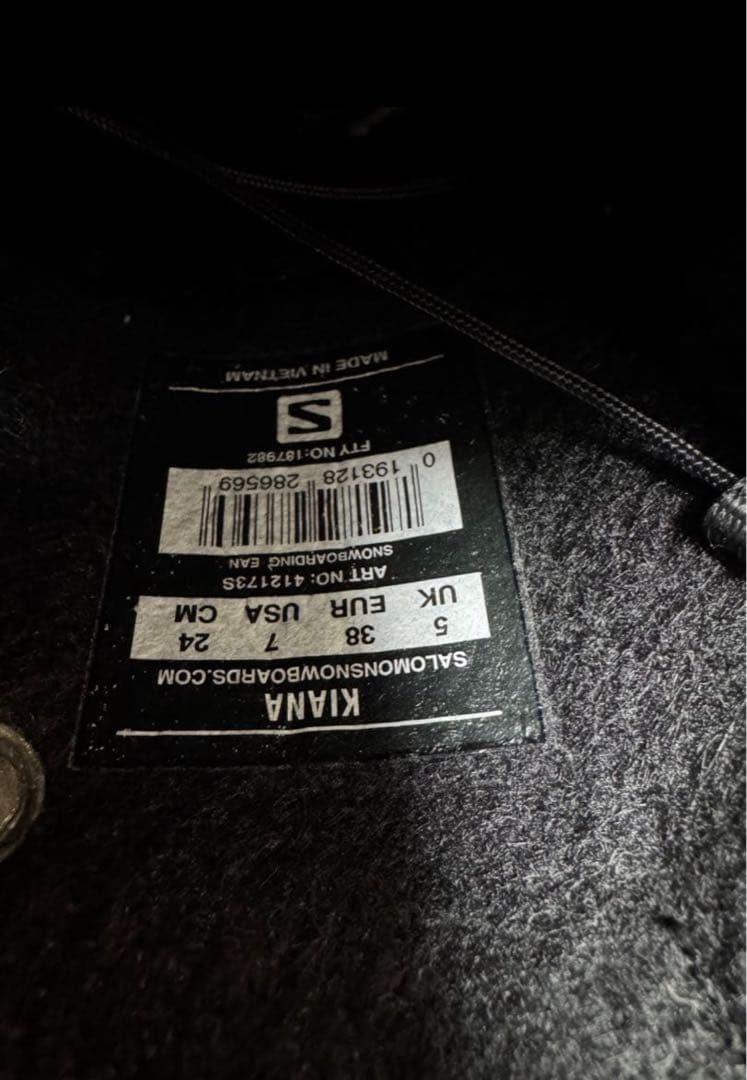 KIANA
SALOMONSNOWBOARDS.COM
5 38 7 24
UK EUR USA CM
ART NO: 412173S
SNOWBOARDING EAN
0 193128 286569
FTY NO:187982
S
MADE IN VIETNAM